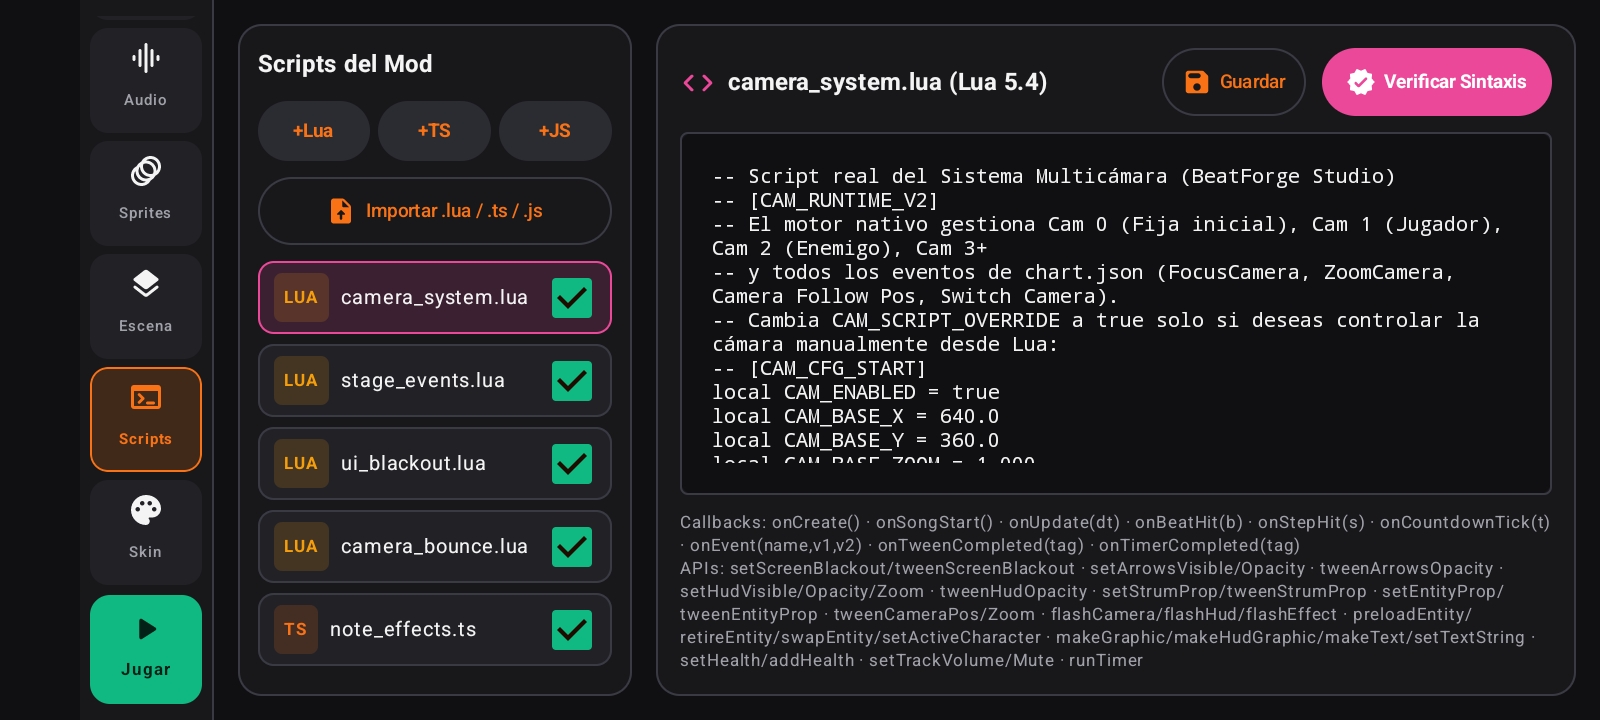 Audio
Sprites
Escena
Scripts
Skin
Jugar
Scripts del Mod
+Lua
+TS
+JS
Importar .lua / .ts / .js
LUA camera_system.lua
LUA stage_events.lua
LUA ui_blackout.lua
LUA camera_bounce.lua
TS note_effects.ts
camera_system.lua (Lua 5.4)
Guardar
Verificar Sintaxis
-- Script real del Sistema Multicámara (BeatForge Studio)
-- [CAM_RUNTIME_V2]
-- El motor nativo gestiona Cam 0 (Fija inicial), Cam 1 (Jugador),
Cam 2 (Enemigo), Cam 3+
-- y todos los eventos de chart.json (FocusCamera, ZoomCamera,
Camera Follow Pos, Switch Camera).
-- Cambia CAM_SCRIPT_OVERRIDE a true solo si deseas controlar la
cámara manualmente desde Lua:
-- [CAM_CFG_START]
local CAM_ENABLED = true
local CAM_BASE_X = 640.0
local CAM_BASE_Y = 360.0
local CAM_BASE_ZOOM = 1.000
Callbacks: onCreate() · onSongStart() · onUpdate(dt) · onBeatHit(b) · onStepHit(s) · onCountdownTick(t)
· onEvent(name,v1,v2) · onTweenCompleted(tag) · onTimerCompleted(tag)
APIs: setScreenBlackout/tweenScreenBlackout · setArrowsVisible/Opacity · tweenArrowsOpacity ·
setHudVisible/Opacity/Zoom · tweenHudOpacity · setStrumProp/tweenStrumProp · setEntityProp/
tweenEntityProp · tweenCameraPos/Zoom · flashCamera/flashHud/flashEffect · preloadEntity/
retireEntity/swapEntity/setActiveCharacter · makeGraphic/makeHudGraphic/makeText/setTextString ·
setHealth/addHealth · setTrackVolume/Mute · runTimer